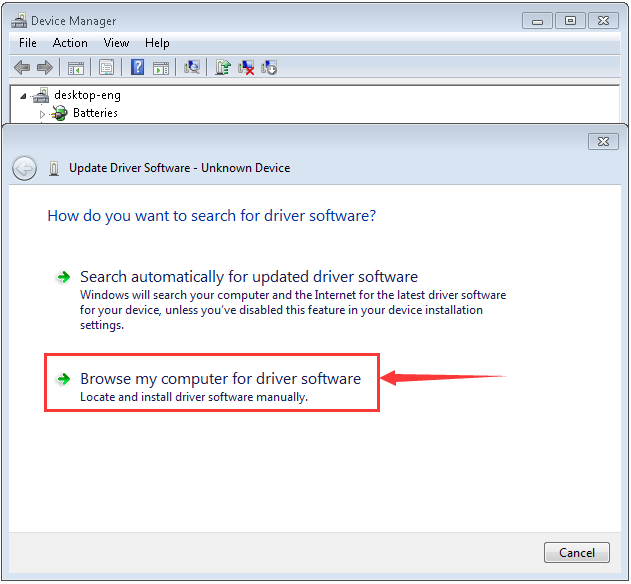 Device Manager
File Action View Help
desktop-eng
Batteries
Update Driver Software - Unknown Device
How do you want to search for driver software?
Search automatically for updated driver software
Windows will search your computer and the Internet for the latest driver software
for your device, unless you've disabled this feature in your device installation
settings.
Browse my computer for driver software
Locate and install driver software manually.
Cancel